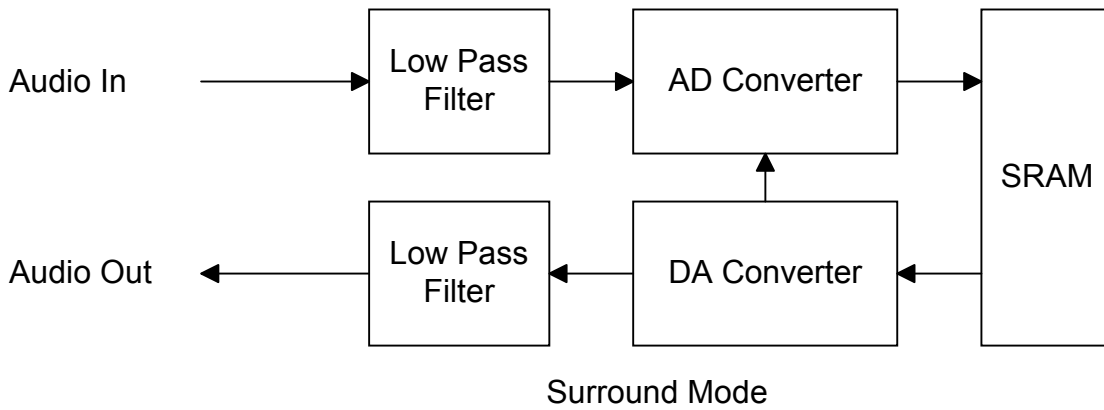 Audio In
Low Pass
Filter
AD Converter
SRAM
Audio Out
Low Pass
Filter
DA Converter
Surround Mode